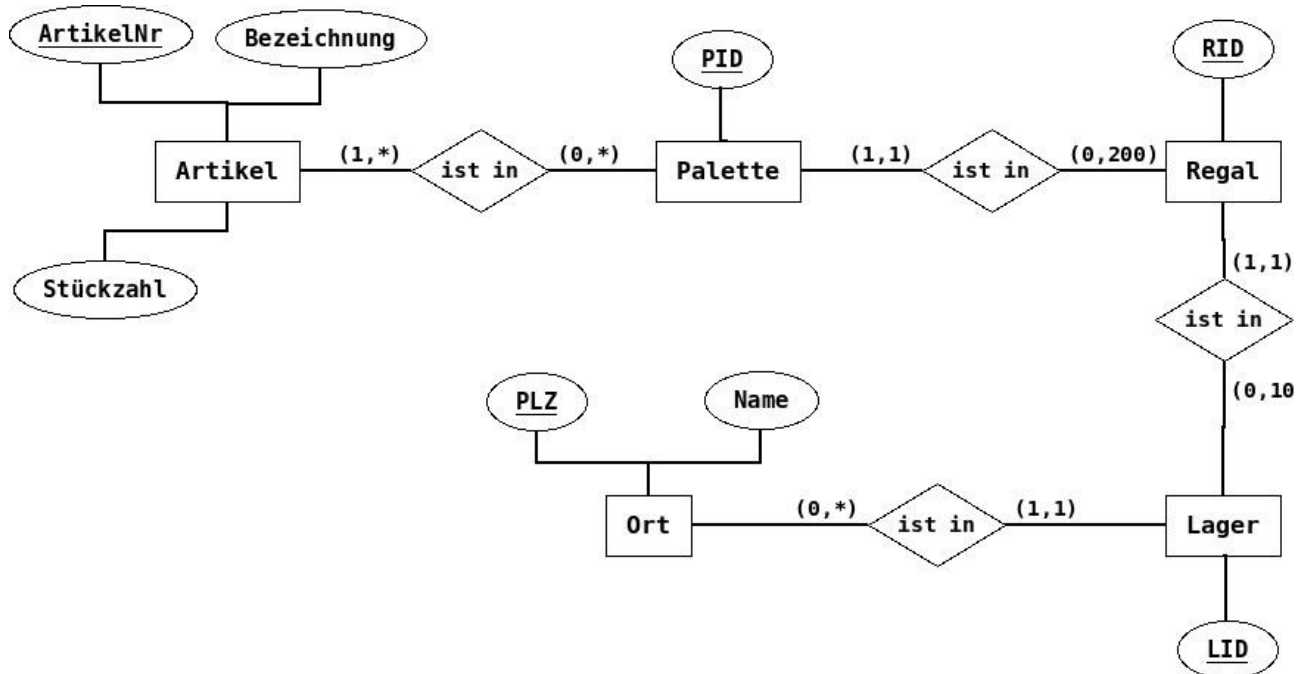 ArtikelNr
Bezeichnung
PID
RID
Artikel
(1,*)
ist in
(0,*)
Palette
(1,1)
ist in
(0,200)
Regal
Stückzahl
(1,1)
ist in
(0,10
PLZ
Name
Ort
(0,*)
ist in
(1,1)
Lager
LID